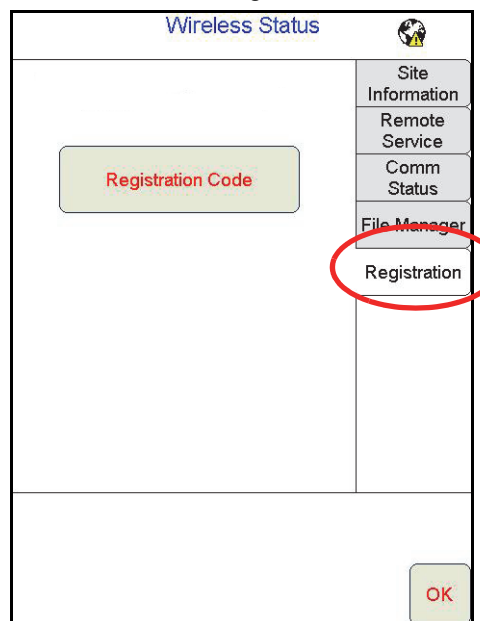 Wireless Status
Site
Information
Remote
Service
Comm
Status
File Manager
Registration Code
Registration
OK